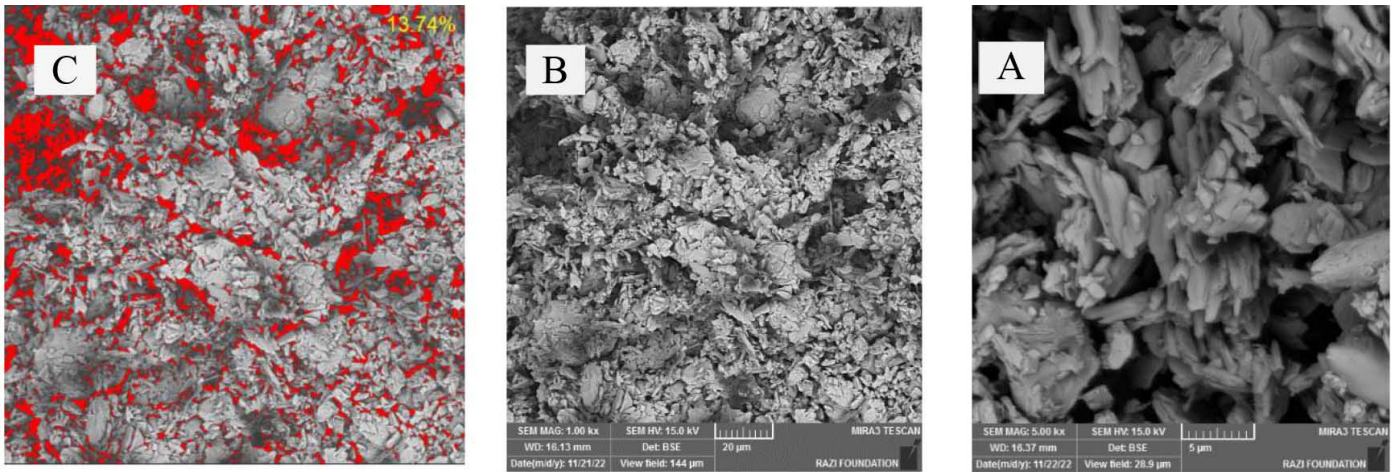 C
13.74%
B
SEM MAG: 1.00 kx SEM HV: 15.0 kV MIRA3 TESCAN
WD: 16.13 mm Det: BSE 20 µm
Date(m/d/y): 11/21/22 View field: 144 µm RAZI FOUNDATION
A
SEM MAG: 5.00 kx SEM HV: 15.0 kV MIRA3 TESCAN
WD: 16.37 mm Det: BSE 5 µm
Date(m/d/y): 11/22/22 View field: 28.9 µm RAZI FOUNDATION